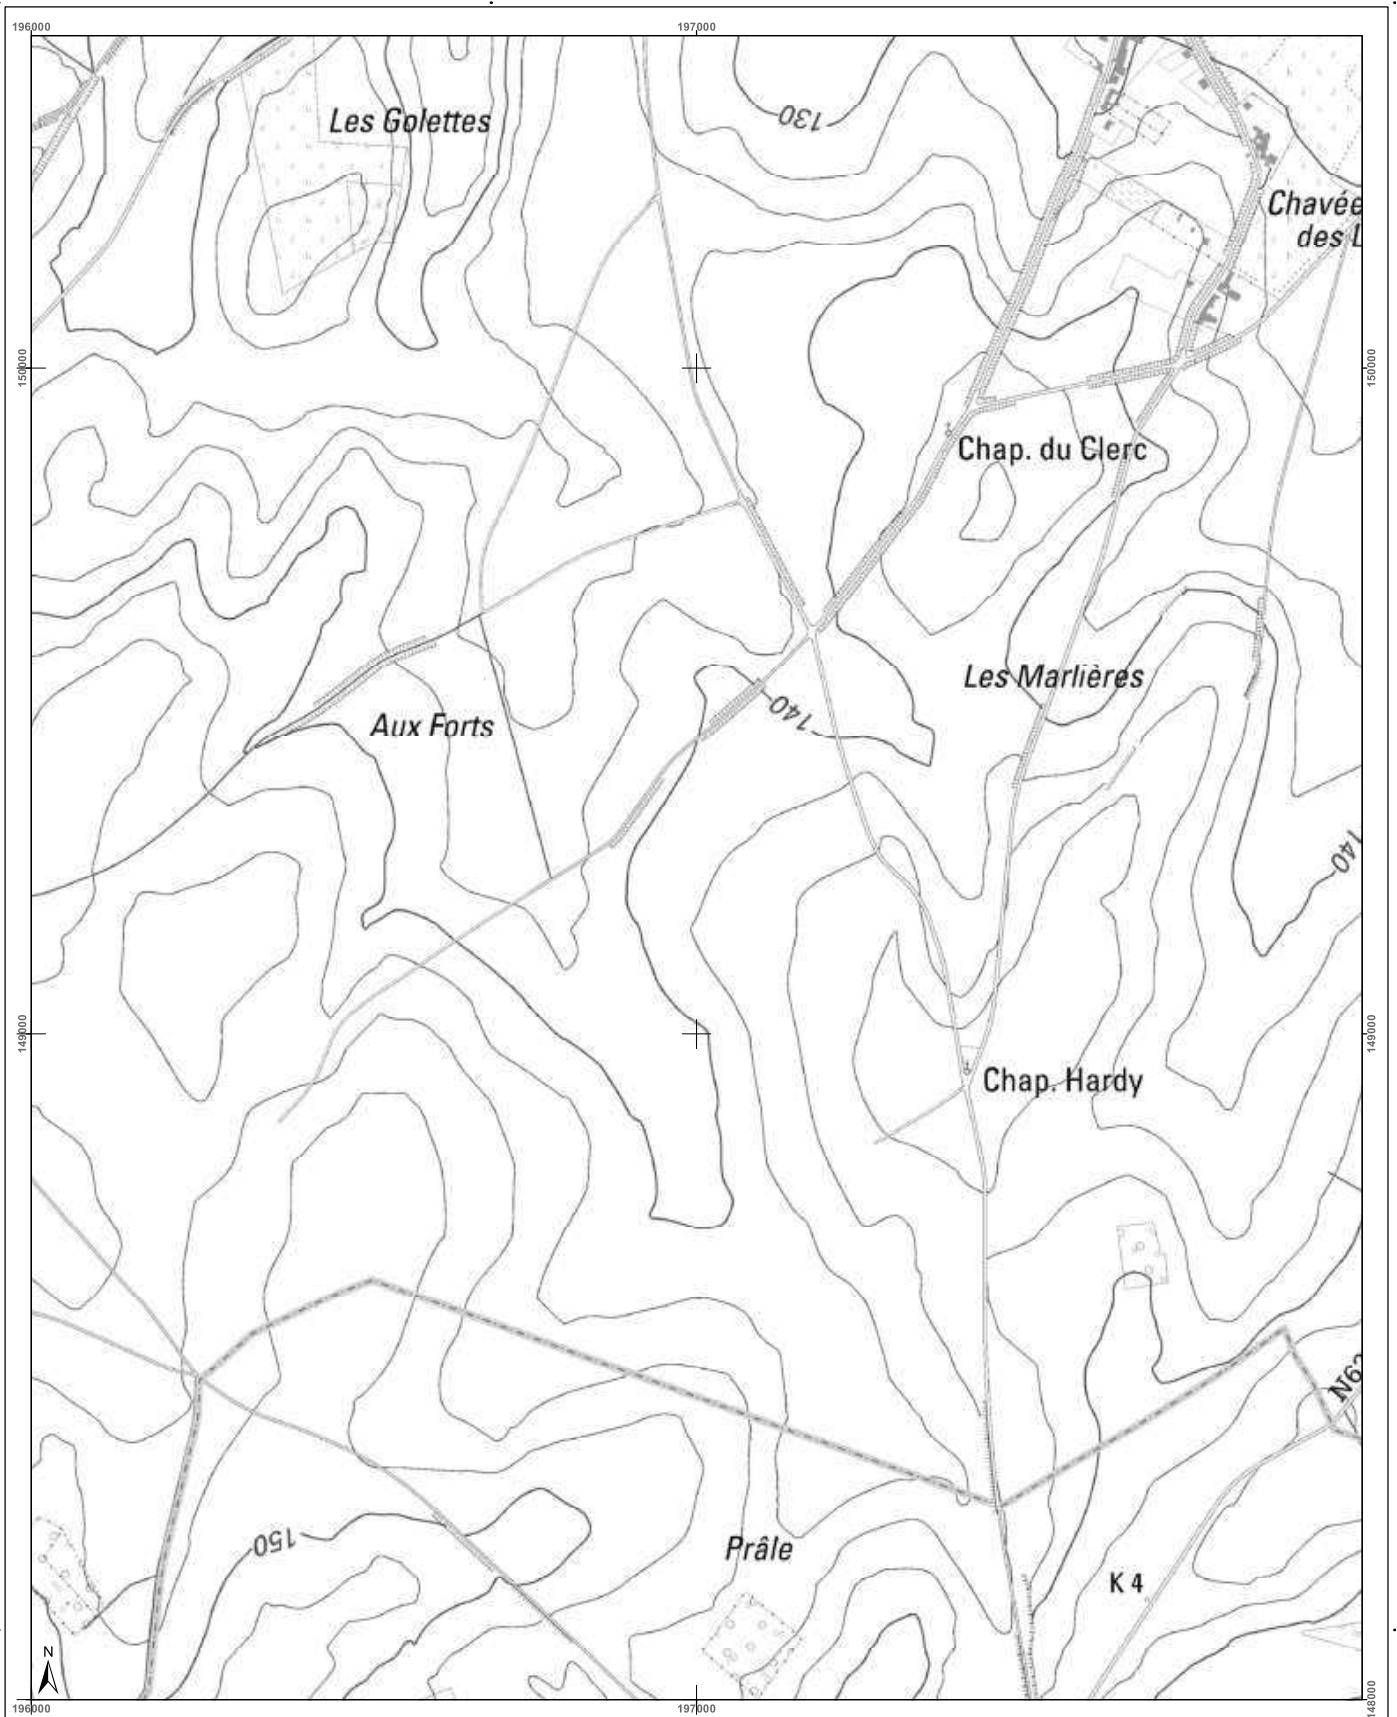 196000
197000
130
Les Golettes
Chavée
des L
150000
150000
Chap. du Clerc
Les Marlières
Aux Forts
140
140
149000
149000
Chap. Hardy
N62
150
Prâle
K 4
N
148000
196000
197000